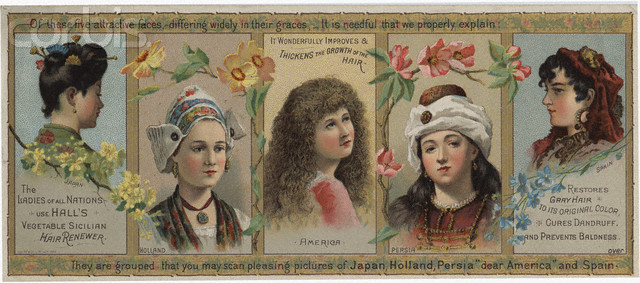 Of these five attractive faces, differing widely in their graces. It is needful that we properly explain:
corbis
It Wonderfully Improves &
Thickens the Growth of the
Hair.
Japan
The
Ladies of all Nations
use Hall's
Vegetable Sicilian
Hair Renewer.
Holland
America
Persia
Spain
Restores
Gray Hair
to its original color,
Cures Dandruff,
and Prevents Baldness.
over
They are grouped that you may scan pleasing pictures of Japan, Holland, Persia "dear America" and Spain.